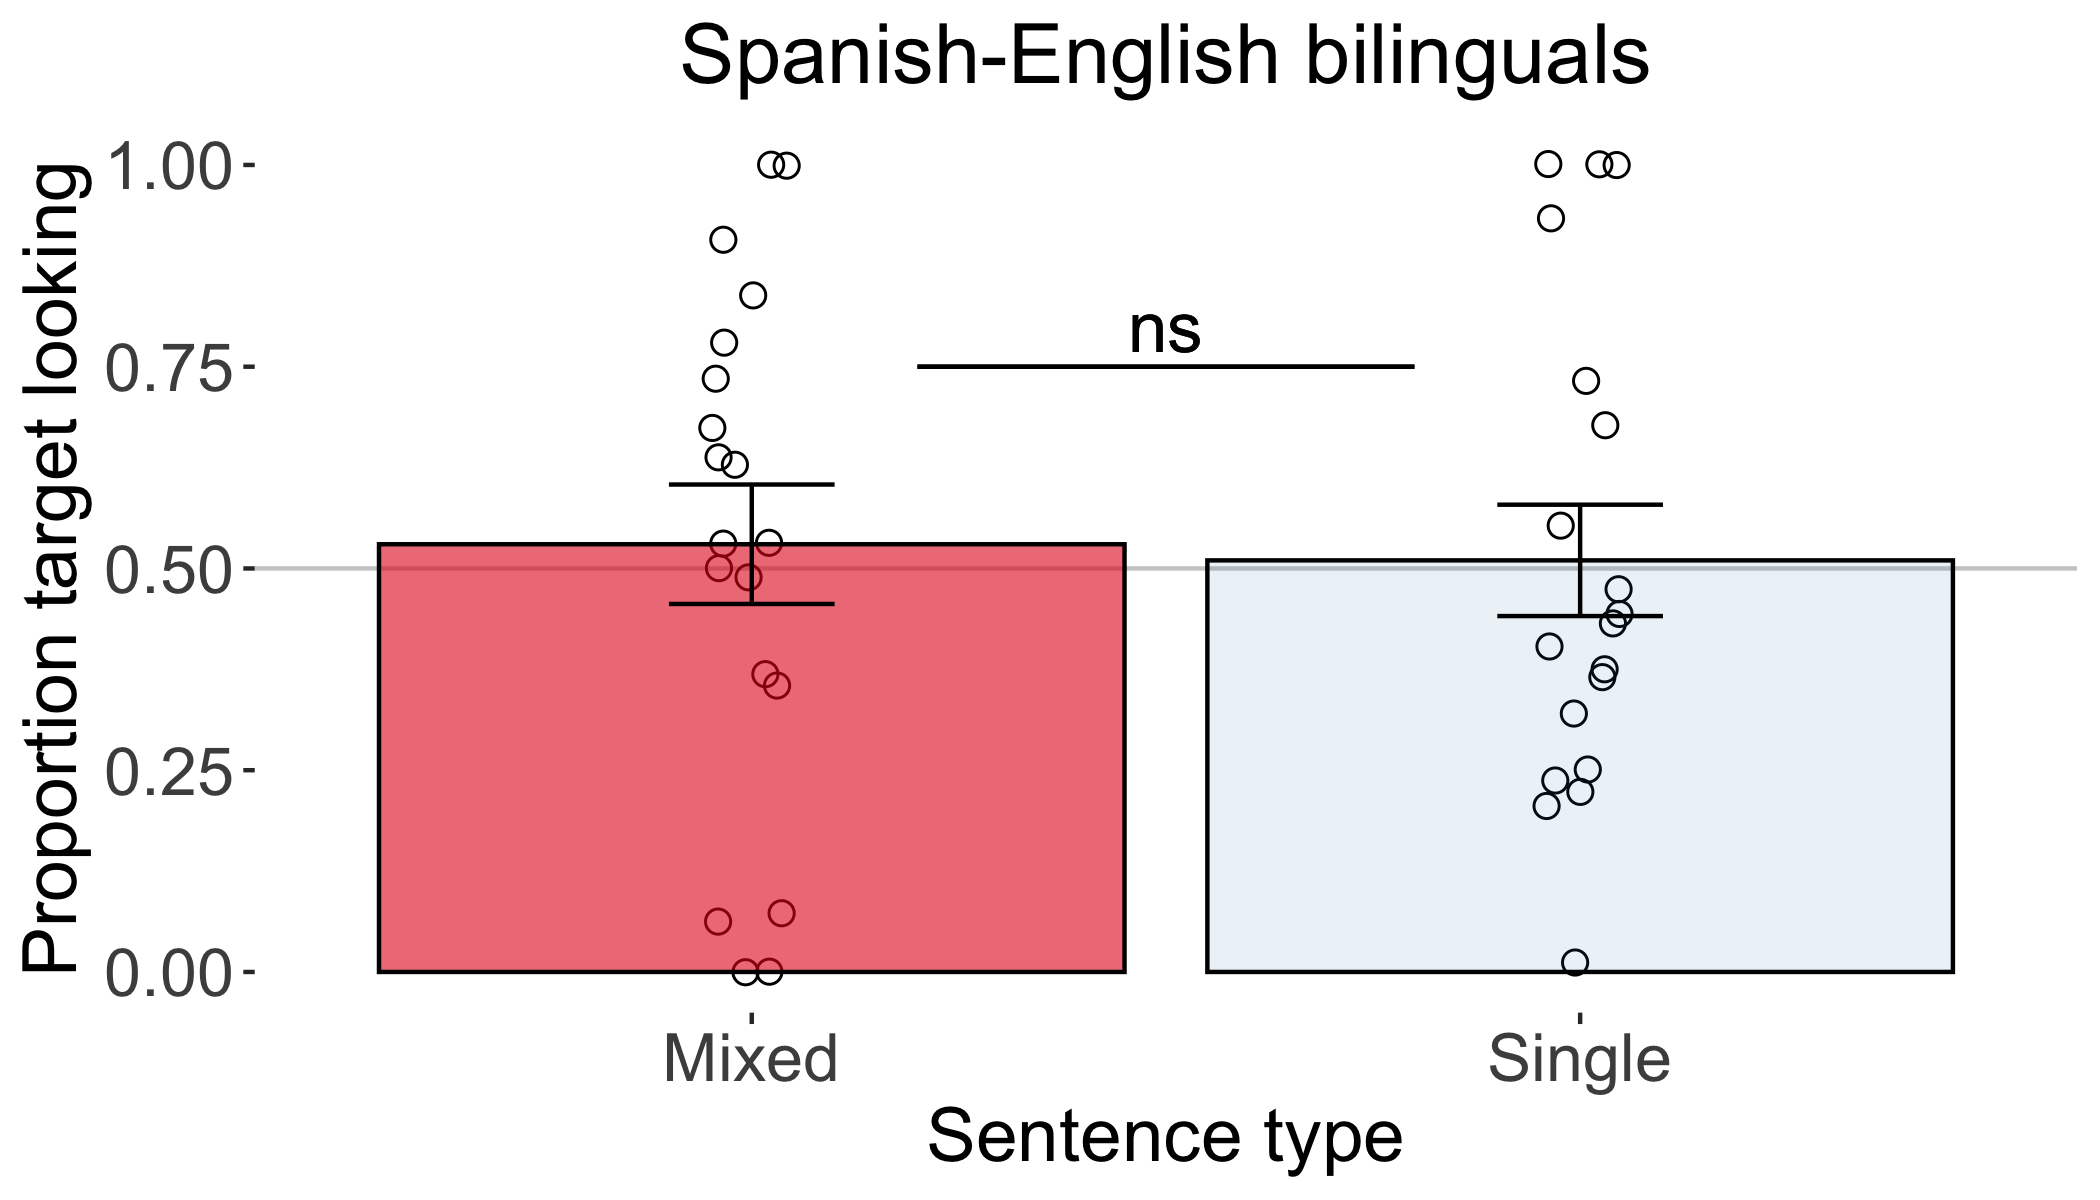 Spanish-English bilinguals
Proportion target looking
1.00
0.75
0.50
0.25
0.00
ns
Mixed
Single
Sentence type